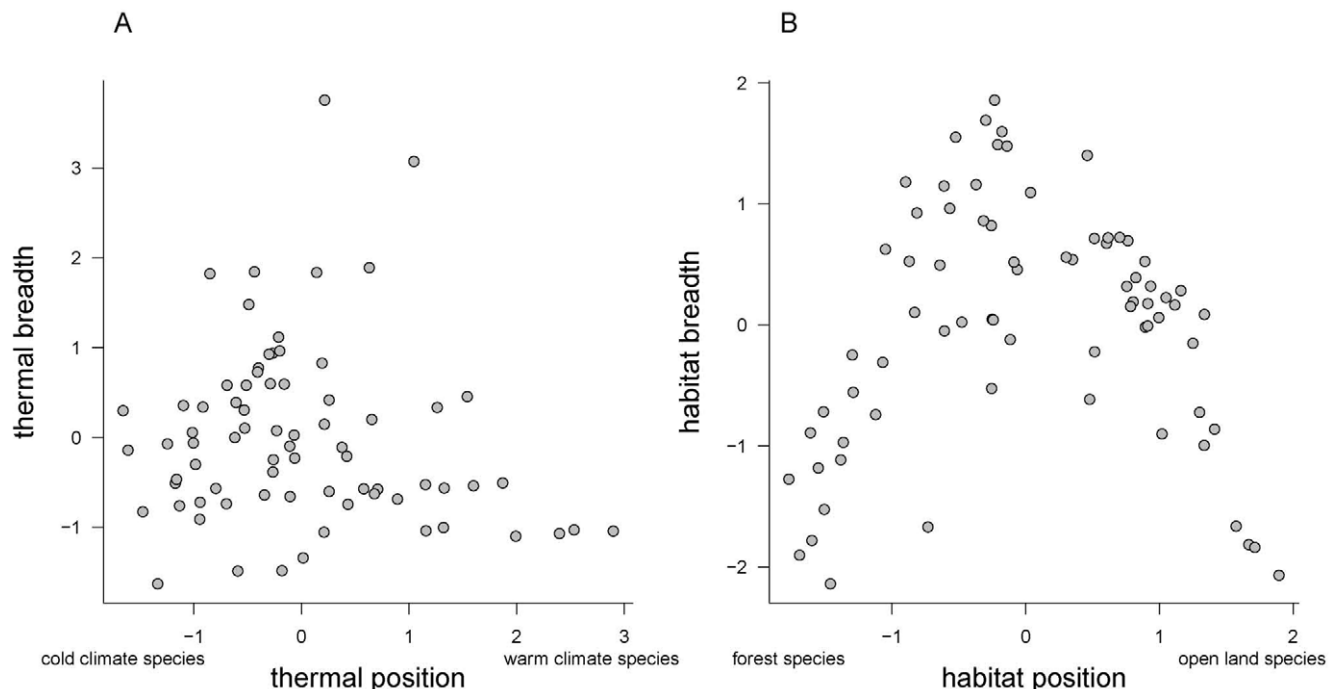 A
B
thermal breadth
3
2
1
0
−1
−1
0
1
2
3
cold climate species
warm climate species
thermal position
habitat breadth
2
1
0
−1
−2
−1
0
1
2
forest species
open land species
habitat position